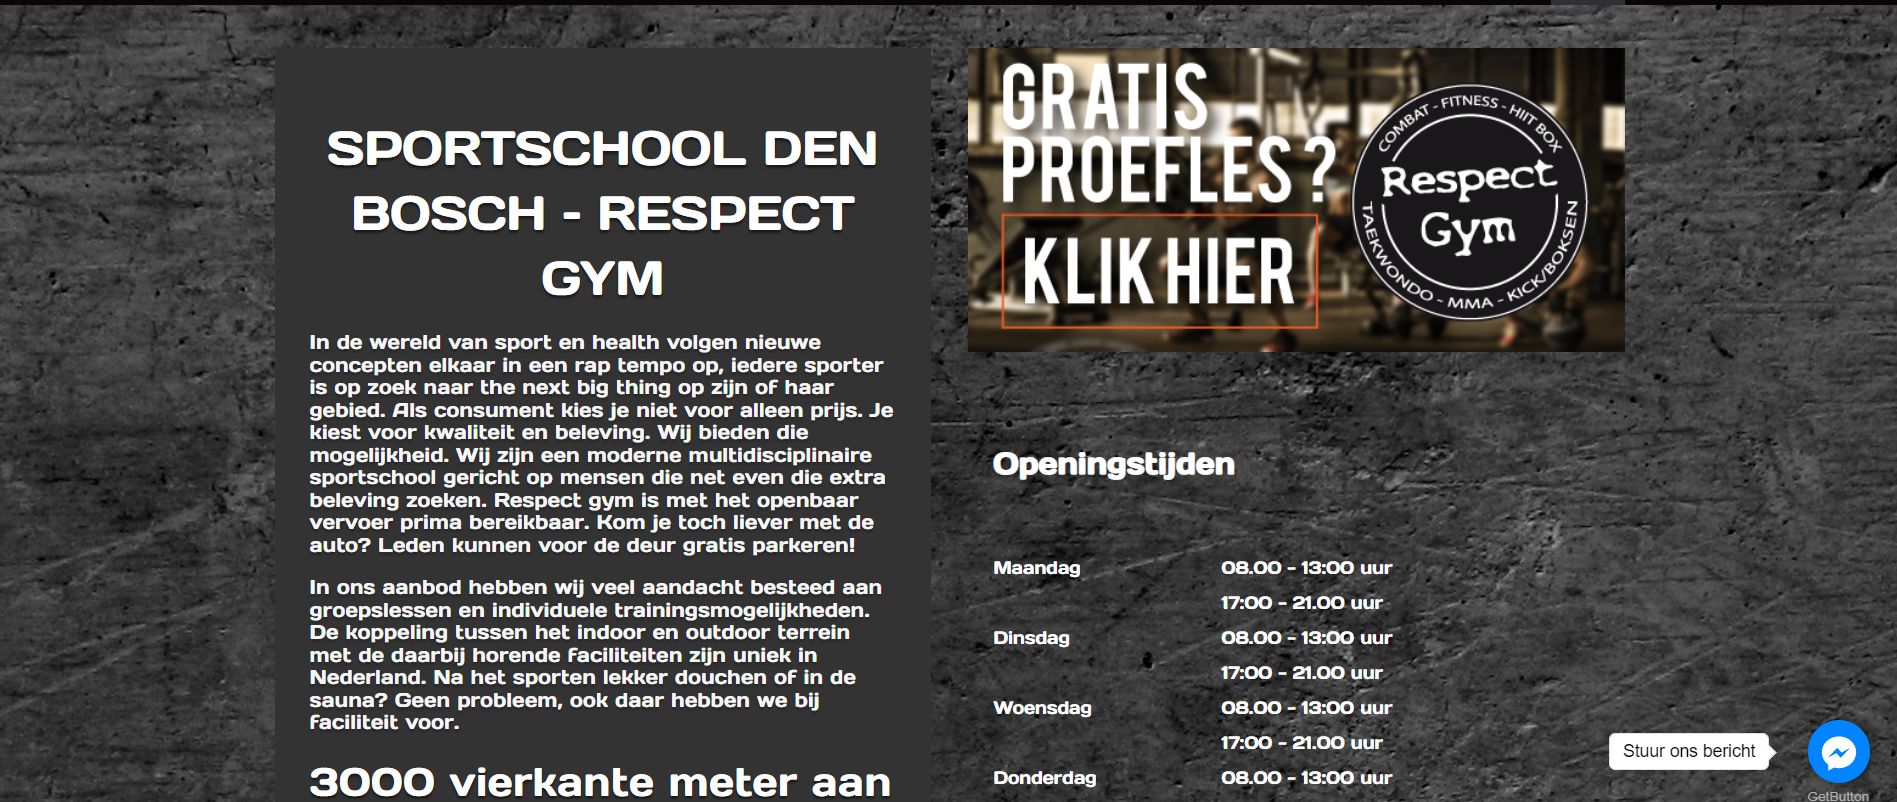 SPORTSCHOOL DEN
BOSCH - RESPECT
GYM
In de wereld van sport en health volgen nieuwe
concepten elkaar in een rap tempo op, iedere sporter
is op zoek naar the next big thing op zijn of haar
gebied. Als consument kies je niet voor alleen prijs. Je
kiest voor kwaliteit en beleving. Wij bieden die
mogelijkheid. Wij zijn een moderne multidisciplinaire
sportschool gericht op mensen die net even die extra
beleving zoeken. Respect gym is met het openbaar
vervoer prima bereikbaar. Kom je toch liever met de
auto? Leden kunnen voor de deur gratis parkeren!
In ons aanbod hebben wij veel aandacht besteed aan
groepslessen en individuele trainingsmogelijkheden.
De koppeling tussen het indoor en outdoor terrein
met de daarbij horende faciliteiten zijn uniek in
Nederland. Na het sporten lekker douchen of in de
sauna? Geen probleem, ook daar hebben we bij
faciliteit voor.
3000 vierkante meter aan
GRATIS
PROEFLES?
KLIK HIER
COMBAT - FITNESS - HIIT BOX
Respect
Gym
TAEKWONDO - MMA - KICK/BOKSEN
Openingstijden
Maandag 08.00 - 13:00 uur
17:00 - 21.00 uur
Dinsdag 08.00 - 13:00 uur
17:00 - 21.00 uur
Woensdag 08.00 - 13:00 uur
17:00 - 21.00 uur
Donderdag 08.00 - 13:00 uur
Stuur ons bericht
GetButton